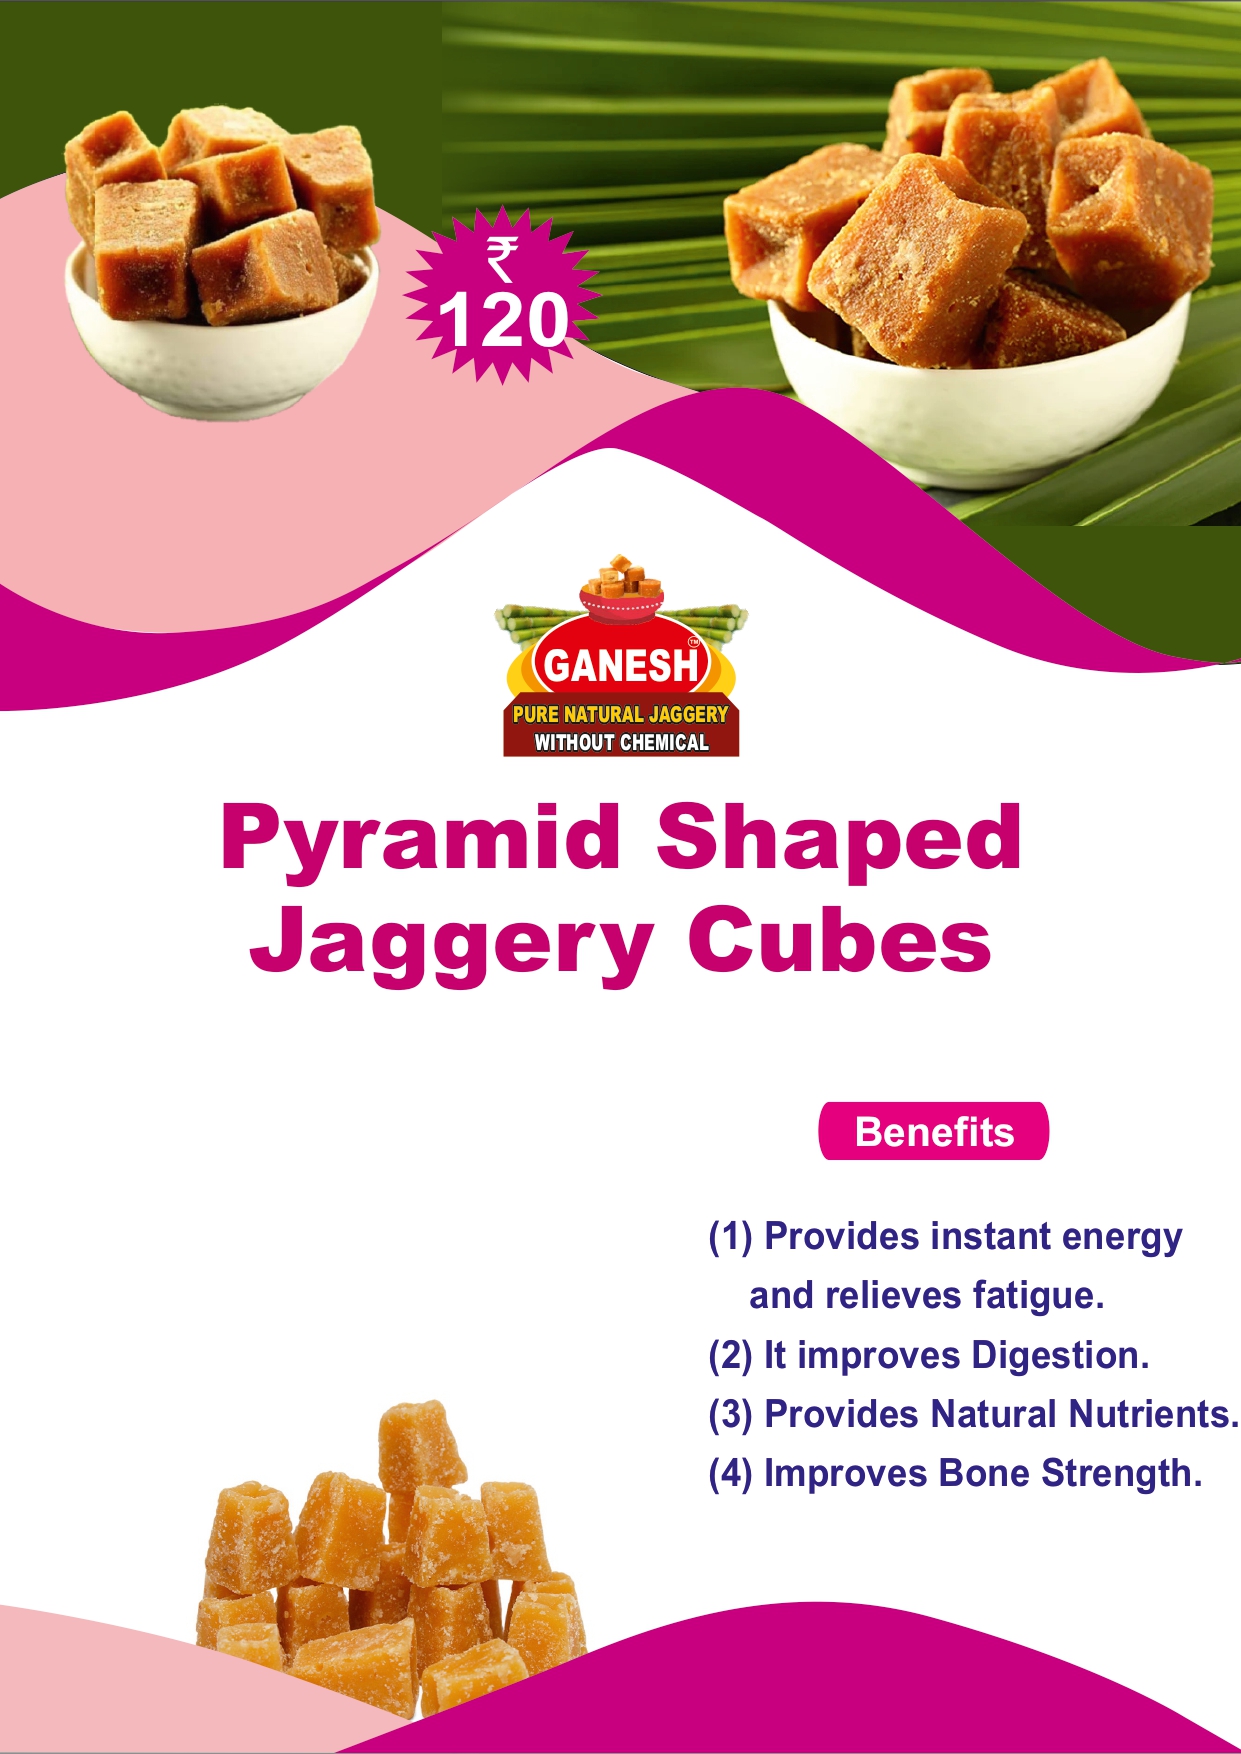 ₹
120
GANESH
TM
PURE NATURAL JAGGERY
WITHOUT CHEMICAL
Pyramid Shaped
Jaggery Cubes
Benefits
(1) Provides instant energy
and relieves fatigue.
(2) It improves Digestion.
(3) Provides Natural Nutrients.
(4) Improves Bone Strength.